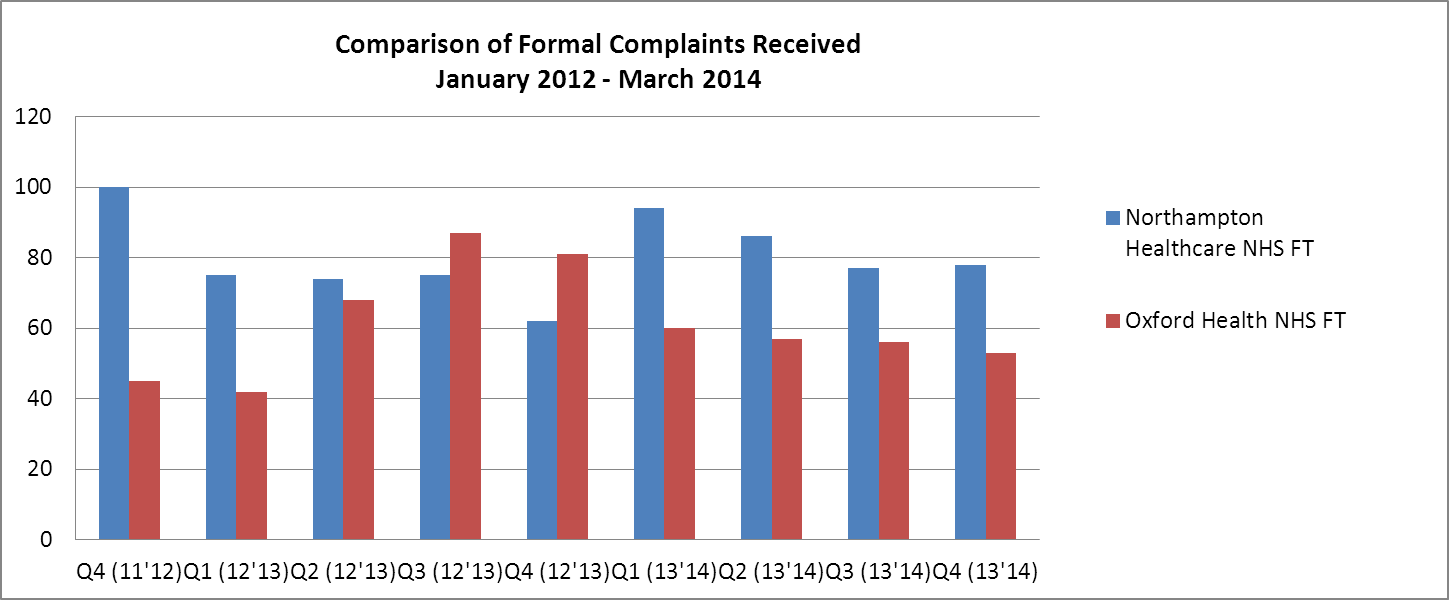 Comparison of Formal Complaints Received
January 2012 - March 2014
120
100
80
60
40
20
0
Q4 (11'12) Q1 (12'13) Q2 (12'13) Q3 (12'13) Q4 (12'13) Q1 (13'14) Q2 (13'14) Q3 (13'14) Q4 (13'14)
Northampton
Healthcare NHS FT
Oxford Health NHS FT